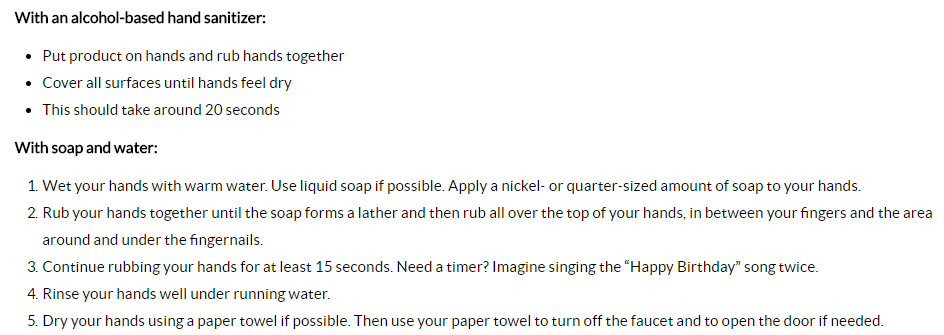 With an alcohol-based hand sanitizer:
• Put product on hands and rub hands together
• Cover all surfaces until hands feel dry
• This should take around 20 seconds
With soap and water:
1. Wet your hands with warm water. Use liquid soap if possible. Apply a nickel- or quarter-sized amount of soap to your hands.
2. Rub your hands together until the soap forms a lather and then rub all over the top of your hands, in between your fingers and the area
around and under the fingernails.
3. Continue rubbing your hands for at least 15 seconds. Need a timer? Imagine singing the “Happy Birthday” song twice.
4. Rinse your hands well under running water.
5. Dry your hands using a paper towel if possible. Then use your paper towel to turn off the faucet and to open the door if needed.